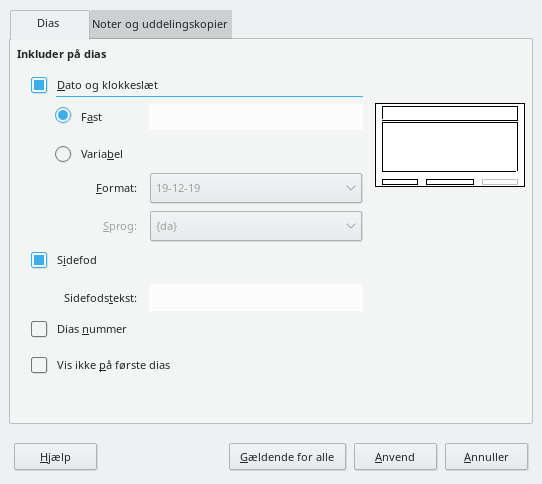 Dias
Noter og uddelingskopier
Inkluder på dias
Dato og klokkeslæt
Fast
Variabel
Format:
19-12-19
Sprog:
{da}
Sidefod
Sidefodstekst:
Dias nummer
Vis ikke på første dias
Hjælp
Gældende for alle
Anvend
Annuller